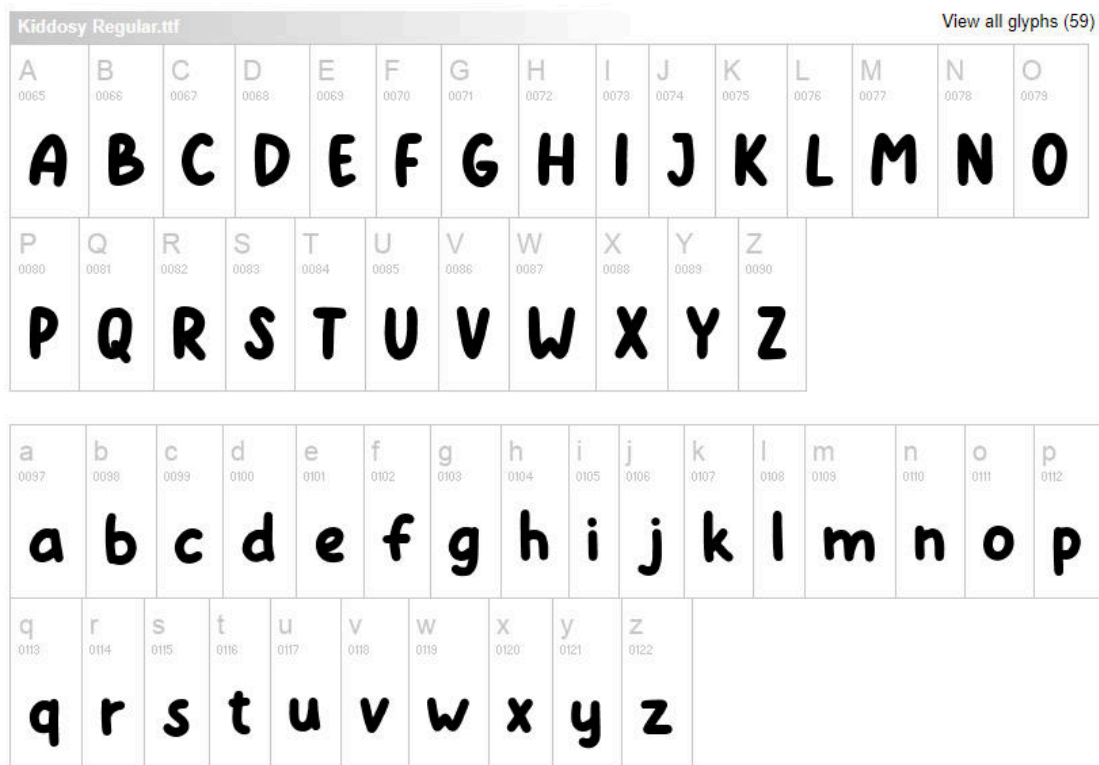 Kiddosy Regular.ttf View all glyphs (59)
A B C D E F G H I J K L M N O
0065 0066 0067 0068 0069 0070 0071 0072 0073 0074 0075 0076 0077 0078 0079
A B C D E F G H I J K L M N O
P Q R S T U V W X Y Z
0080 0081 0082 0083 0084 0085 0086 0087 0088 0089 0090
P Q R S T U V W X Y Z
a b c d e f g h i j k l m n o p
0097 0098 0099 0100 0101 0102 0103 0104 0105 0106 0107 0108 0109 0110 0111 0112
a b c d e f g h i j k l m n o p
q r s t u v w x y z
0113 0114 0115 0116 0117 0118 0119 0120 0121 0122
q r s t u v w x y z